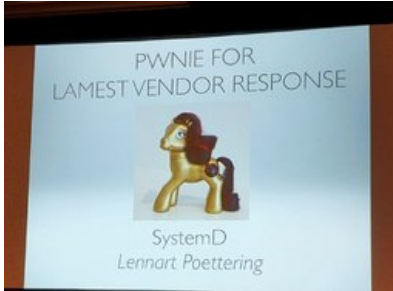 PWNIE FOR
LAMEST VENDOR RESPONSE
SystemD
Lennart Poettering